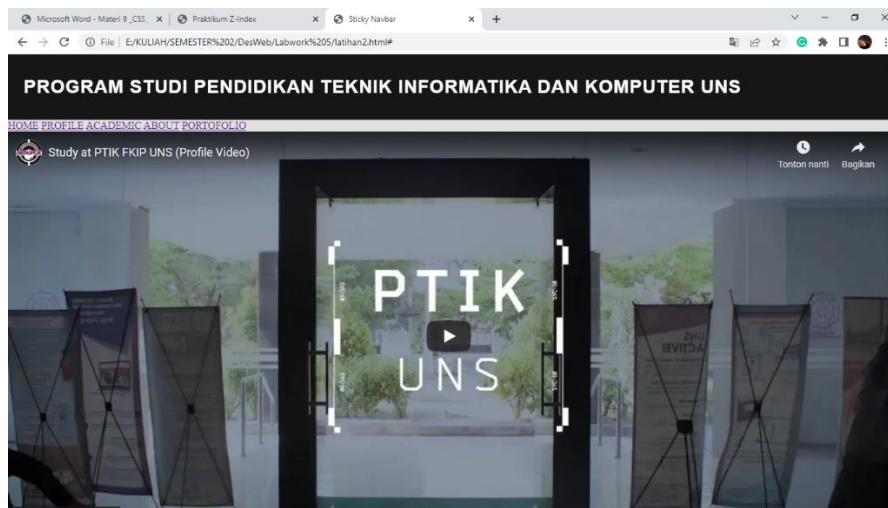 Microsoft Word - Materi II _CSS_
Praktikum Z-Index
Sticky Navbar
File | E:/KULIAH/SEMESTER%202/DesWeb/Labwork%205/latihan2.html#
PROGRAM STUDI PENDIDIKAN TEKNIK INFORMATIKA DAN KOMPUTER UNS
HOME PROFILE ACADEMIC ABOUT PORTOFOLIO
Study at PTIK FKIP UNS (Profile Video)
Tonton nanti
Bagikan
PTIK
UNS